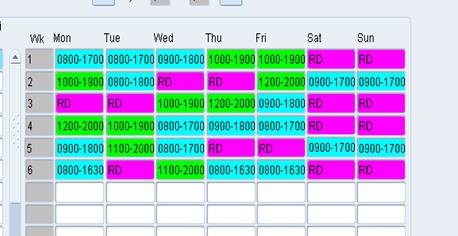 Wk Mon Tue Wed Thu Fri Sat Sun
1 0800-1700 0800-1700 0900-1800 1000-1900 1000-1900 RD RD
2 1000-1900 0800-1800 RD RD 1200-2000 0900-1700 0900-1700
3 RD RD 1000-1900 1200-2000 0900-1800 RD RD
4 1200-2000 1000-1900 0800-1700 0900-1800 0800-1700 RD RD
5 0900-1800 1100-2000 0800-1700 RD RD 0900-1700 0900-1700
6 0800-1630 RD 1100-2000 0800-1630 0800-1630 RD RD